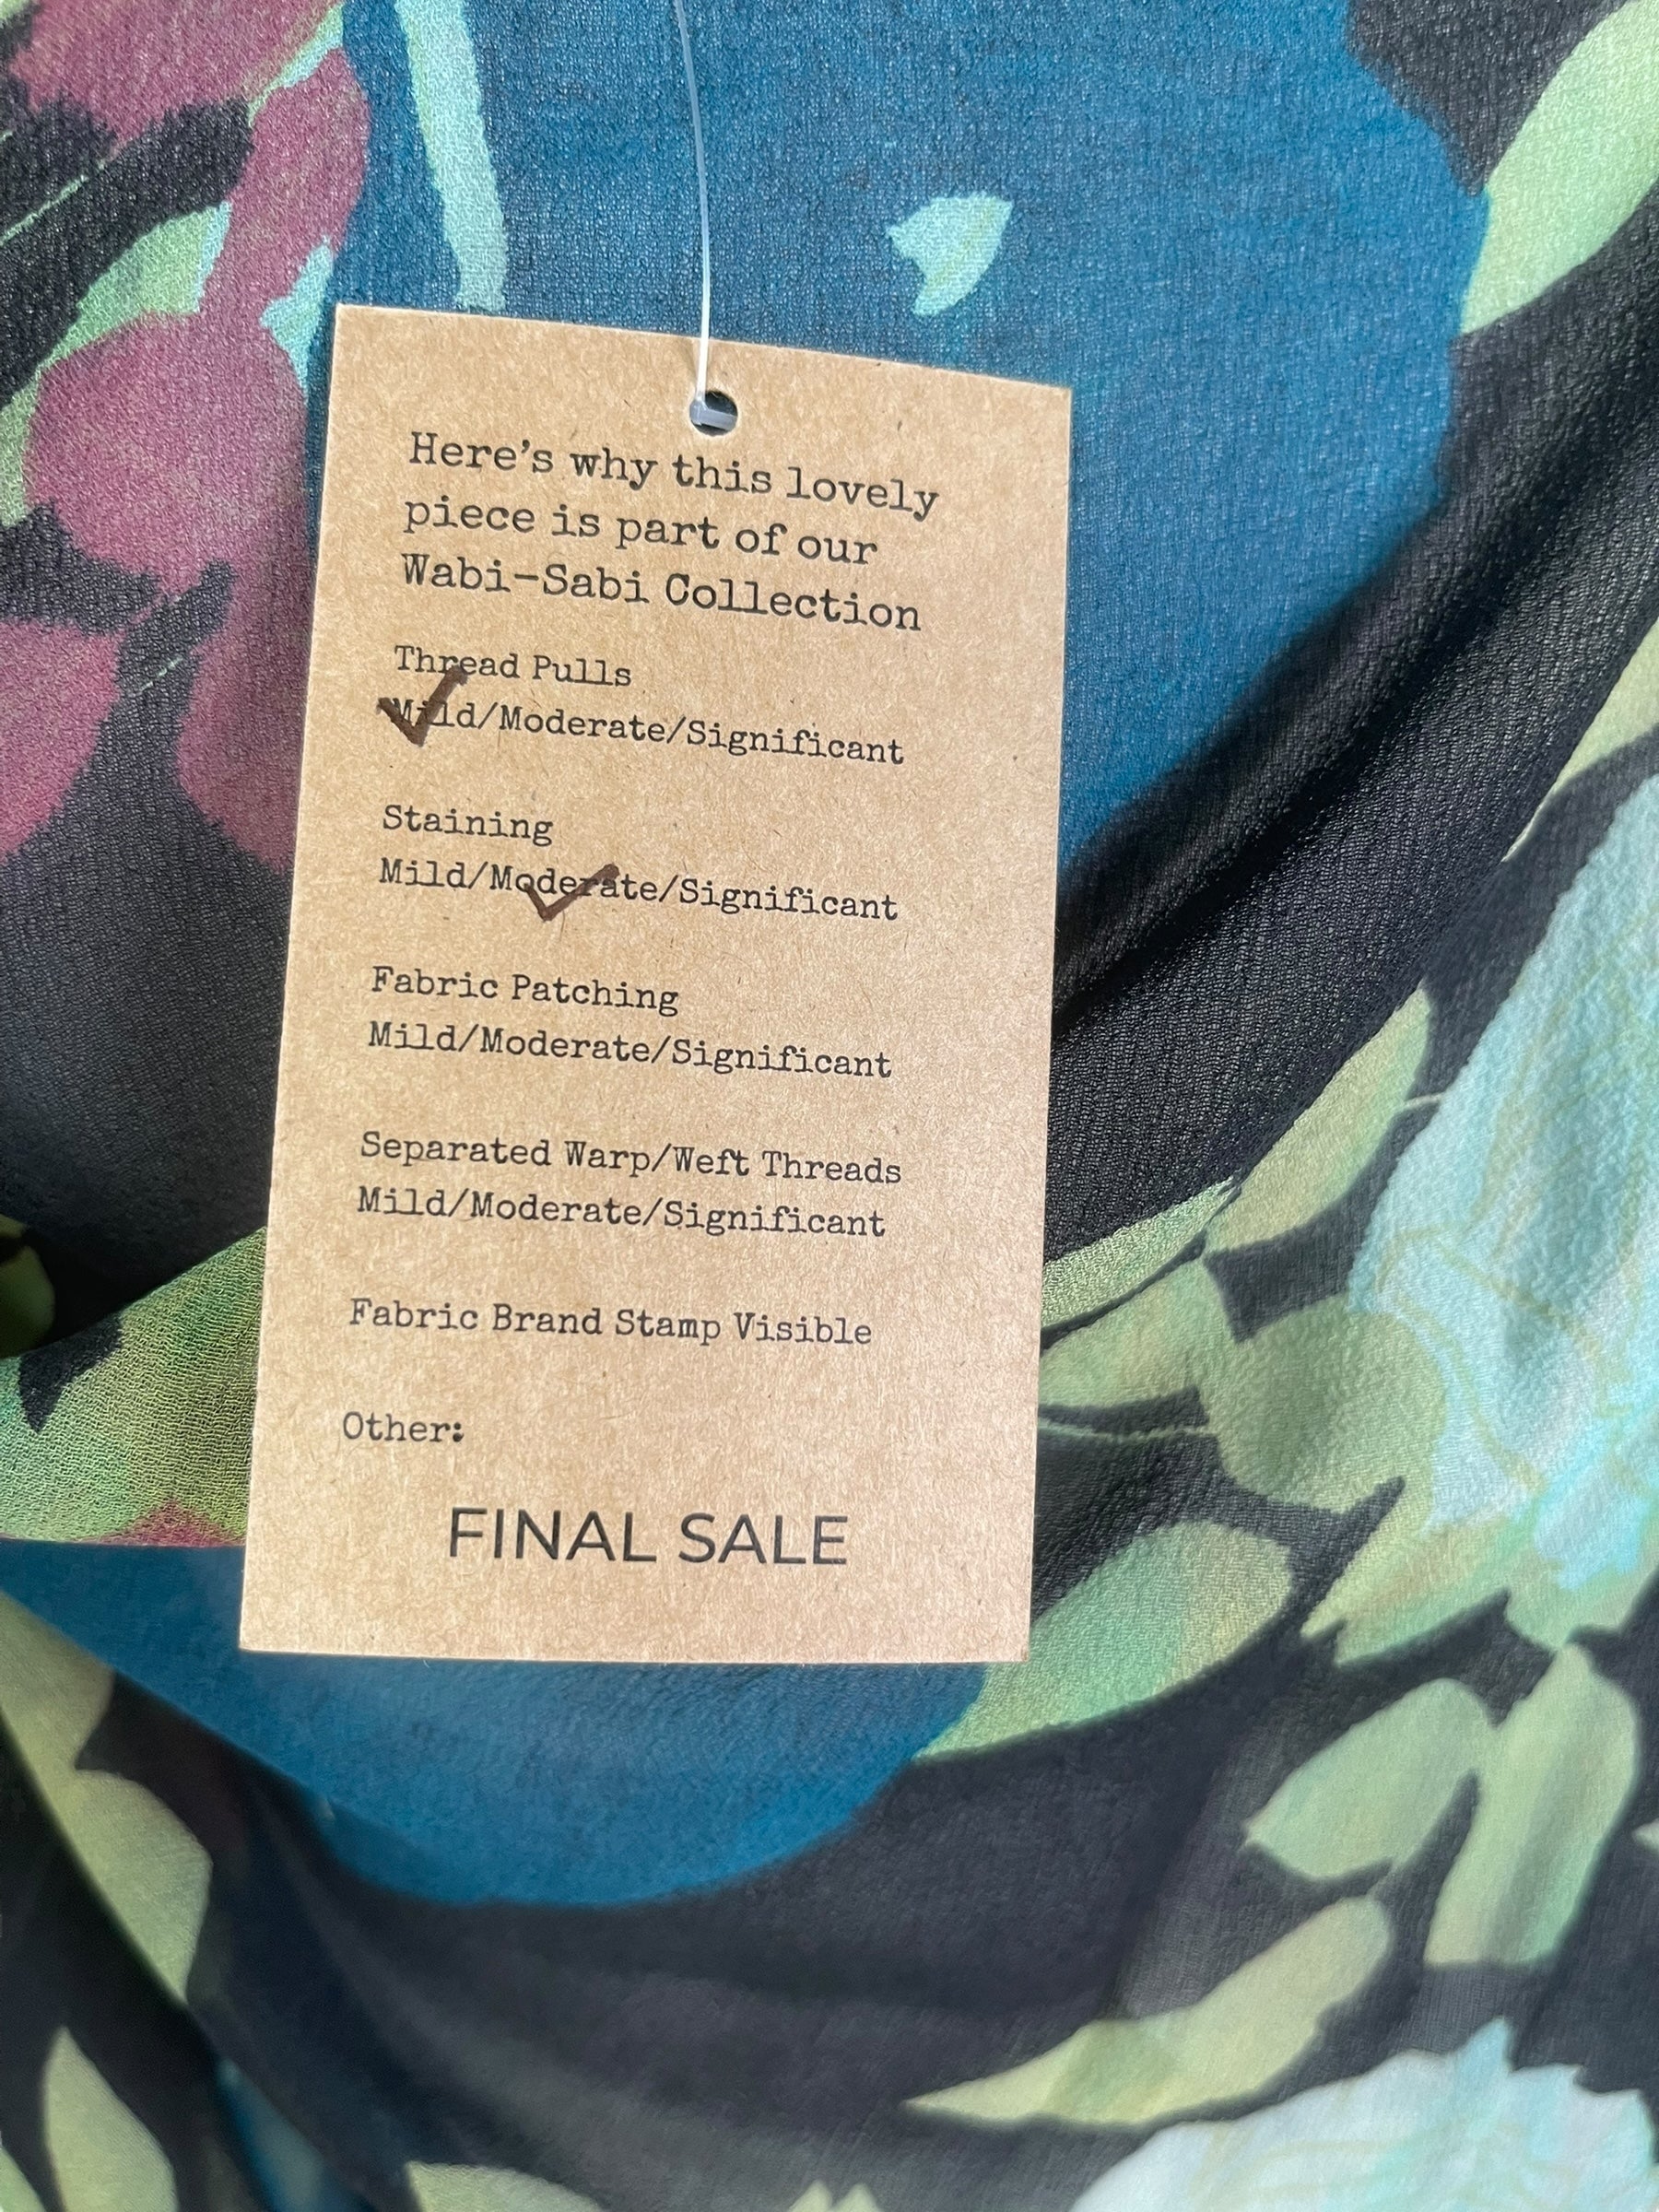 Here's why this lovely
piece is part of our
Wabi-Sabi Collection
Thread Pulls
Mild/Moderate/Significant
Staining
Mild/Moderate/Significant
Fabric Patching
Mild/Moderate/Significant
Separated Warp/Weft Threads
Mild/Moderate/Significant
Fabric Brand Stamp Visible
Other:
FINAL SALE